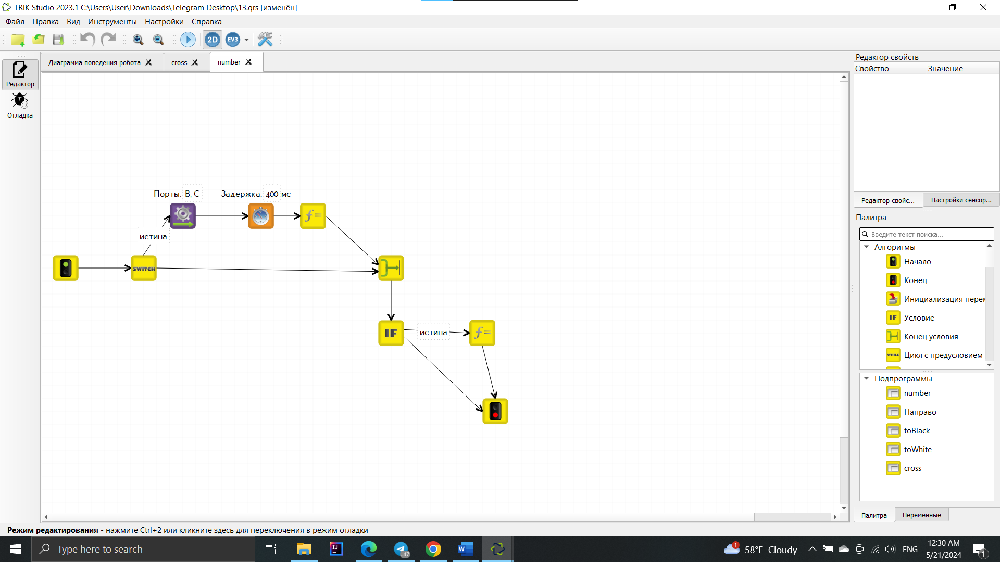 TRIK Studio 2023.1 C:\Users\User\Downloads\Telegram Desktop\13.qrs [изменён]
Файл Правка Вид Инструменты Настройки Справка
2D EV3
Редактор
Отладка
Диаграмма поведения робота cross number
Порты: B, C Задержка: 400 мс
f=
истина
SWITCH
IF истина f=
Редактор свойств
Свойство Значение
Редактор свойс... Настройки сенсор...
Палитра
Введите текст поиска...
Алгоритмы
Начало
Конец
Инициализация перем
IF Условие
Конец условия
WHILE Цикл с предусловием
Подпрограммы
number
Направо
toBlack
toWhite
cross
Палитра Переменные
Режим редактирования - нажмите Ctrl+2 или кликните здесь для переключения в режим отладки
Type here to search
IJ
47
W
1
58°F Cloudy
ENG
12:30 AM
5/21/2024
1